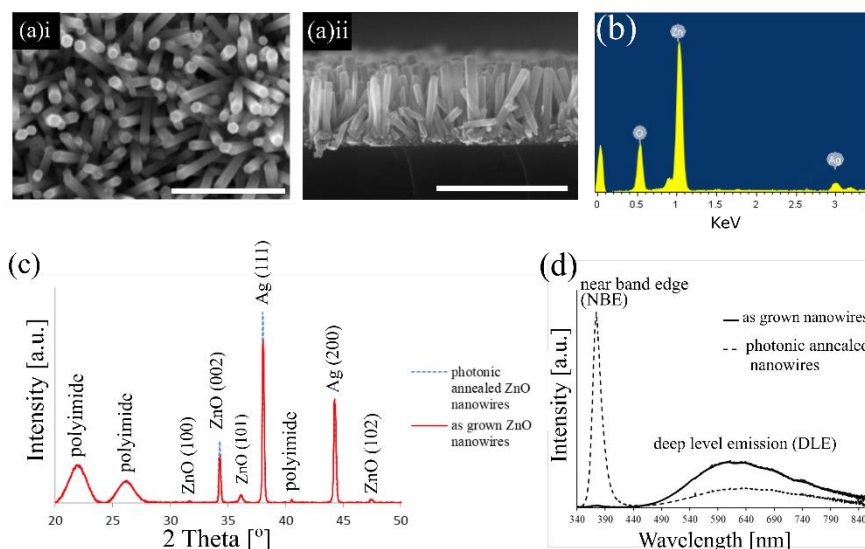 (a)i
(a)ii
(b)
Zn
O
Ag
0 0.5 1 1.5 2 2.5 3 3.5
KeV
(c)
Intensity [a.u.]
polyimide
polyimide
ZnO (100)
ZnO (002)
ZnO (101)
Ag (111)
polyimide
Ag (200)
ZnO (102)
photonic
annealed ZnO
nanowires
as grown ZnO
nanowires
20 25 30 35 40 45 50
2 Theta [º]
(d)
near band edge
(NBE)
as grown nanowires
photonic annealed
nanowires
deep level emission (DLE)
Intensity [a.u.]
340 390 440 490 540 590 640 690 740 790 840
Wavelength [nm]